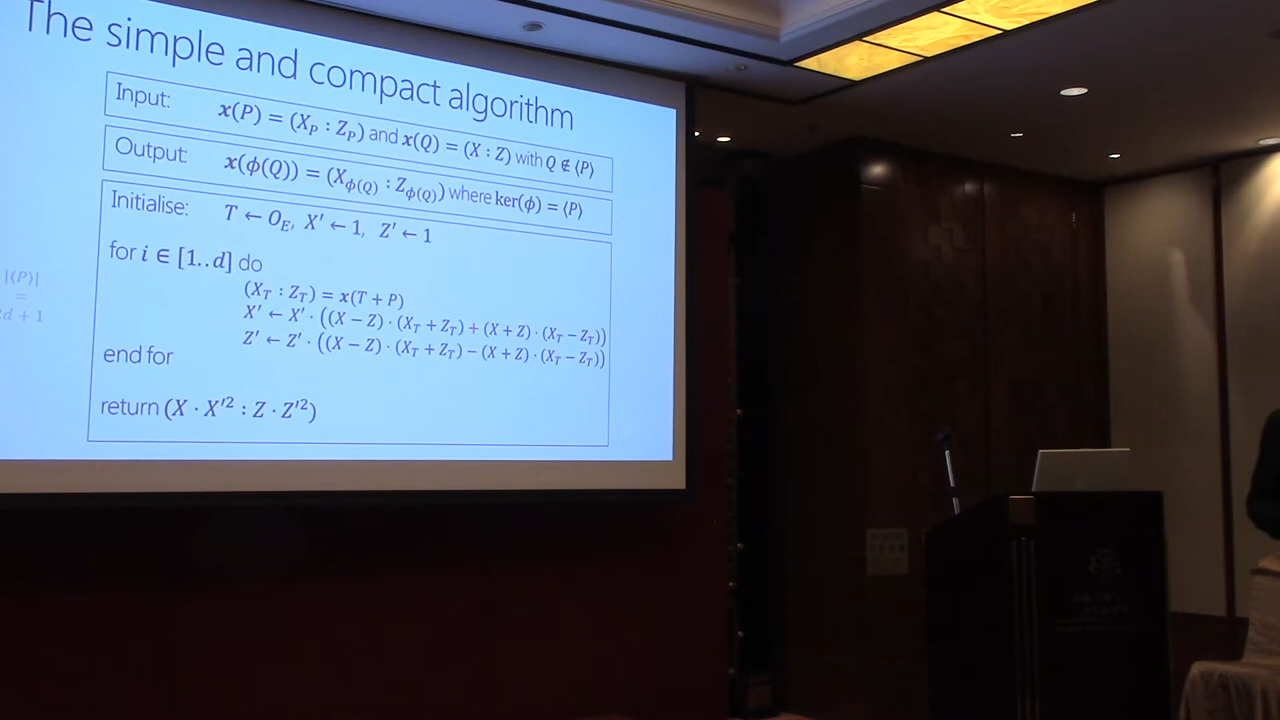 The simple and compact algorithm
Input: x(P) = (X_P : Z_P) and x(Q) = (X : Z) with Q ∉ ⟨P⟩
Output: x(ϕ(Q)) = (X_ϕ(Q) : Z_ϕ(Q)) where ker(ϕ) = ⟨P⟩
Initialise: T ← O_E, X′ ← 1, Z′ ← 1
for i ∈ [1..d] do
(X_T : Z_T) = x(T + P)
X′ ← X′ · ((X − Z) · (X_T + Z_T) + (X + Z) · (X_T − Z_T))
Z′ ← Z′ · ((X − Z) · (X_T + Z_T) − (X + Z) · (X_T − Z_T))
end for
return (X · X′² : Z · Z′²)
|⟨P⟩|
=
d + 1